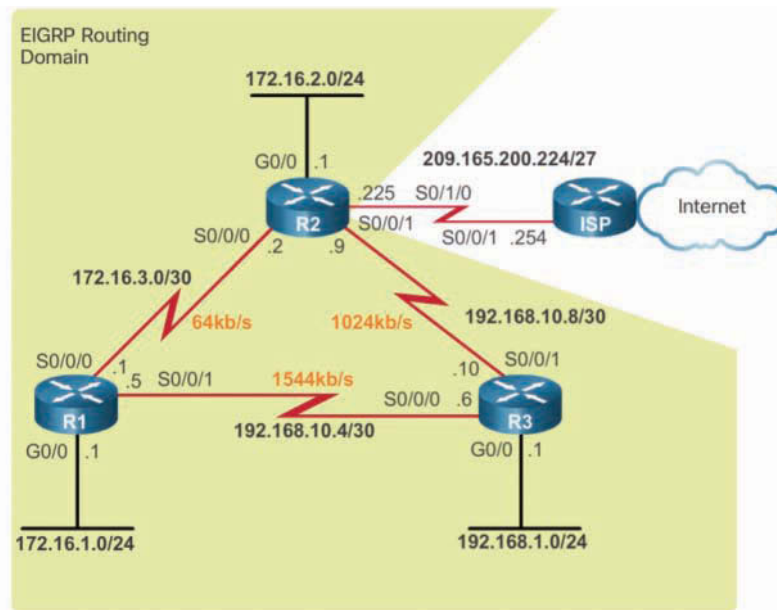 EIGRP Routing
Domain
172.16.2.0/24
G0/0 .1
209.165.200.224/27
.225 S0/1/0
R2
S0/0/1
ISP
Internet
S0/0/1 .254
S0/0/0
.2
.9
172.16.3.0/30
64kb/s
1024kb/s
192.168.10.8/30
S0/0/0
.1
.10
S0/0/1
.5
S0/0/1
1544kb/s
S0/0/0
.6
R1
R3
192.168.10.4/30
G0/0 .1
G0/0 .1
172.16.1.0/24
192.168.1.0/24